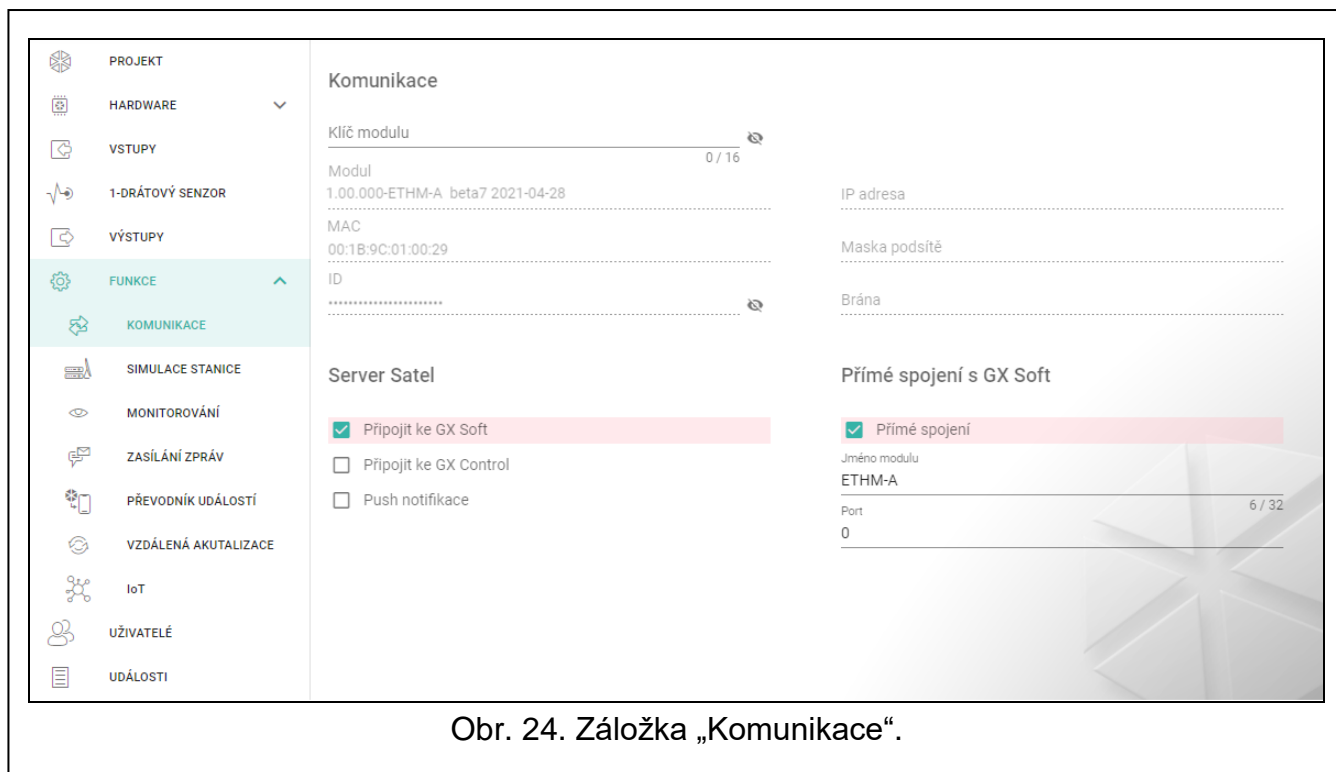 PROJEKT
HARDWARE
VSTUPY
1-DRÁTOVÝ SENZOR
VÝSTUPY
FUNKCE
KOMUNIKACE
SIMULACE STANICE
MONITOROVÁNÍ
ZASÍLÁNÍ ZPRÁV
PŘEVODNÍK UDÁLOSTÍ
VZDÁLENÁ AKUTALIZACE
IoT
UŽIVATELÉ
UDÁLOSTI
Komunikace
Klíč modulu
0 / 16
Modul
1.00.000-ETHM-A beta7 2021-04-28
MAC
00:1B:9C:01:00:29
ID
•••••••••••••••••••••••
IP adresa
Maska podsítě
Brána
Server Satel
Připojit ke GX Soft
Připojit ke GX Control
Push notifikace
Přímé spojení s GX Soft
Přímé spojení
Jméno modulu
ETHM-A
6 / 32
Port
0
Obr. 24. Záložka „Komunikace“.